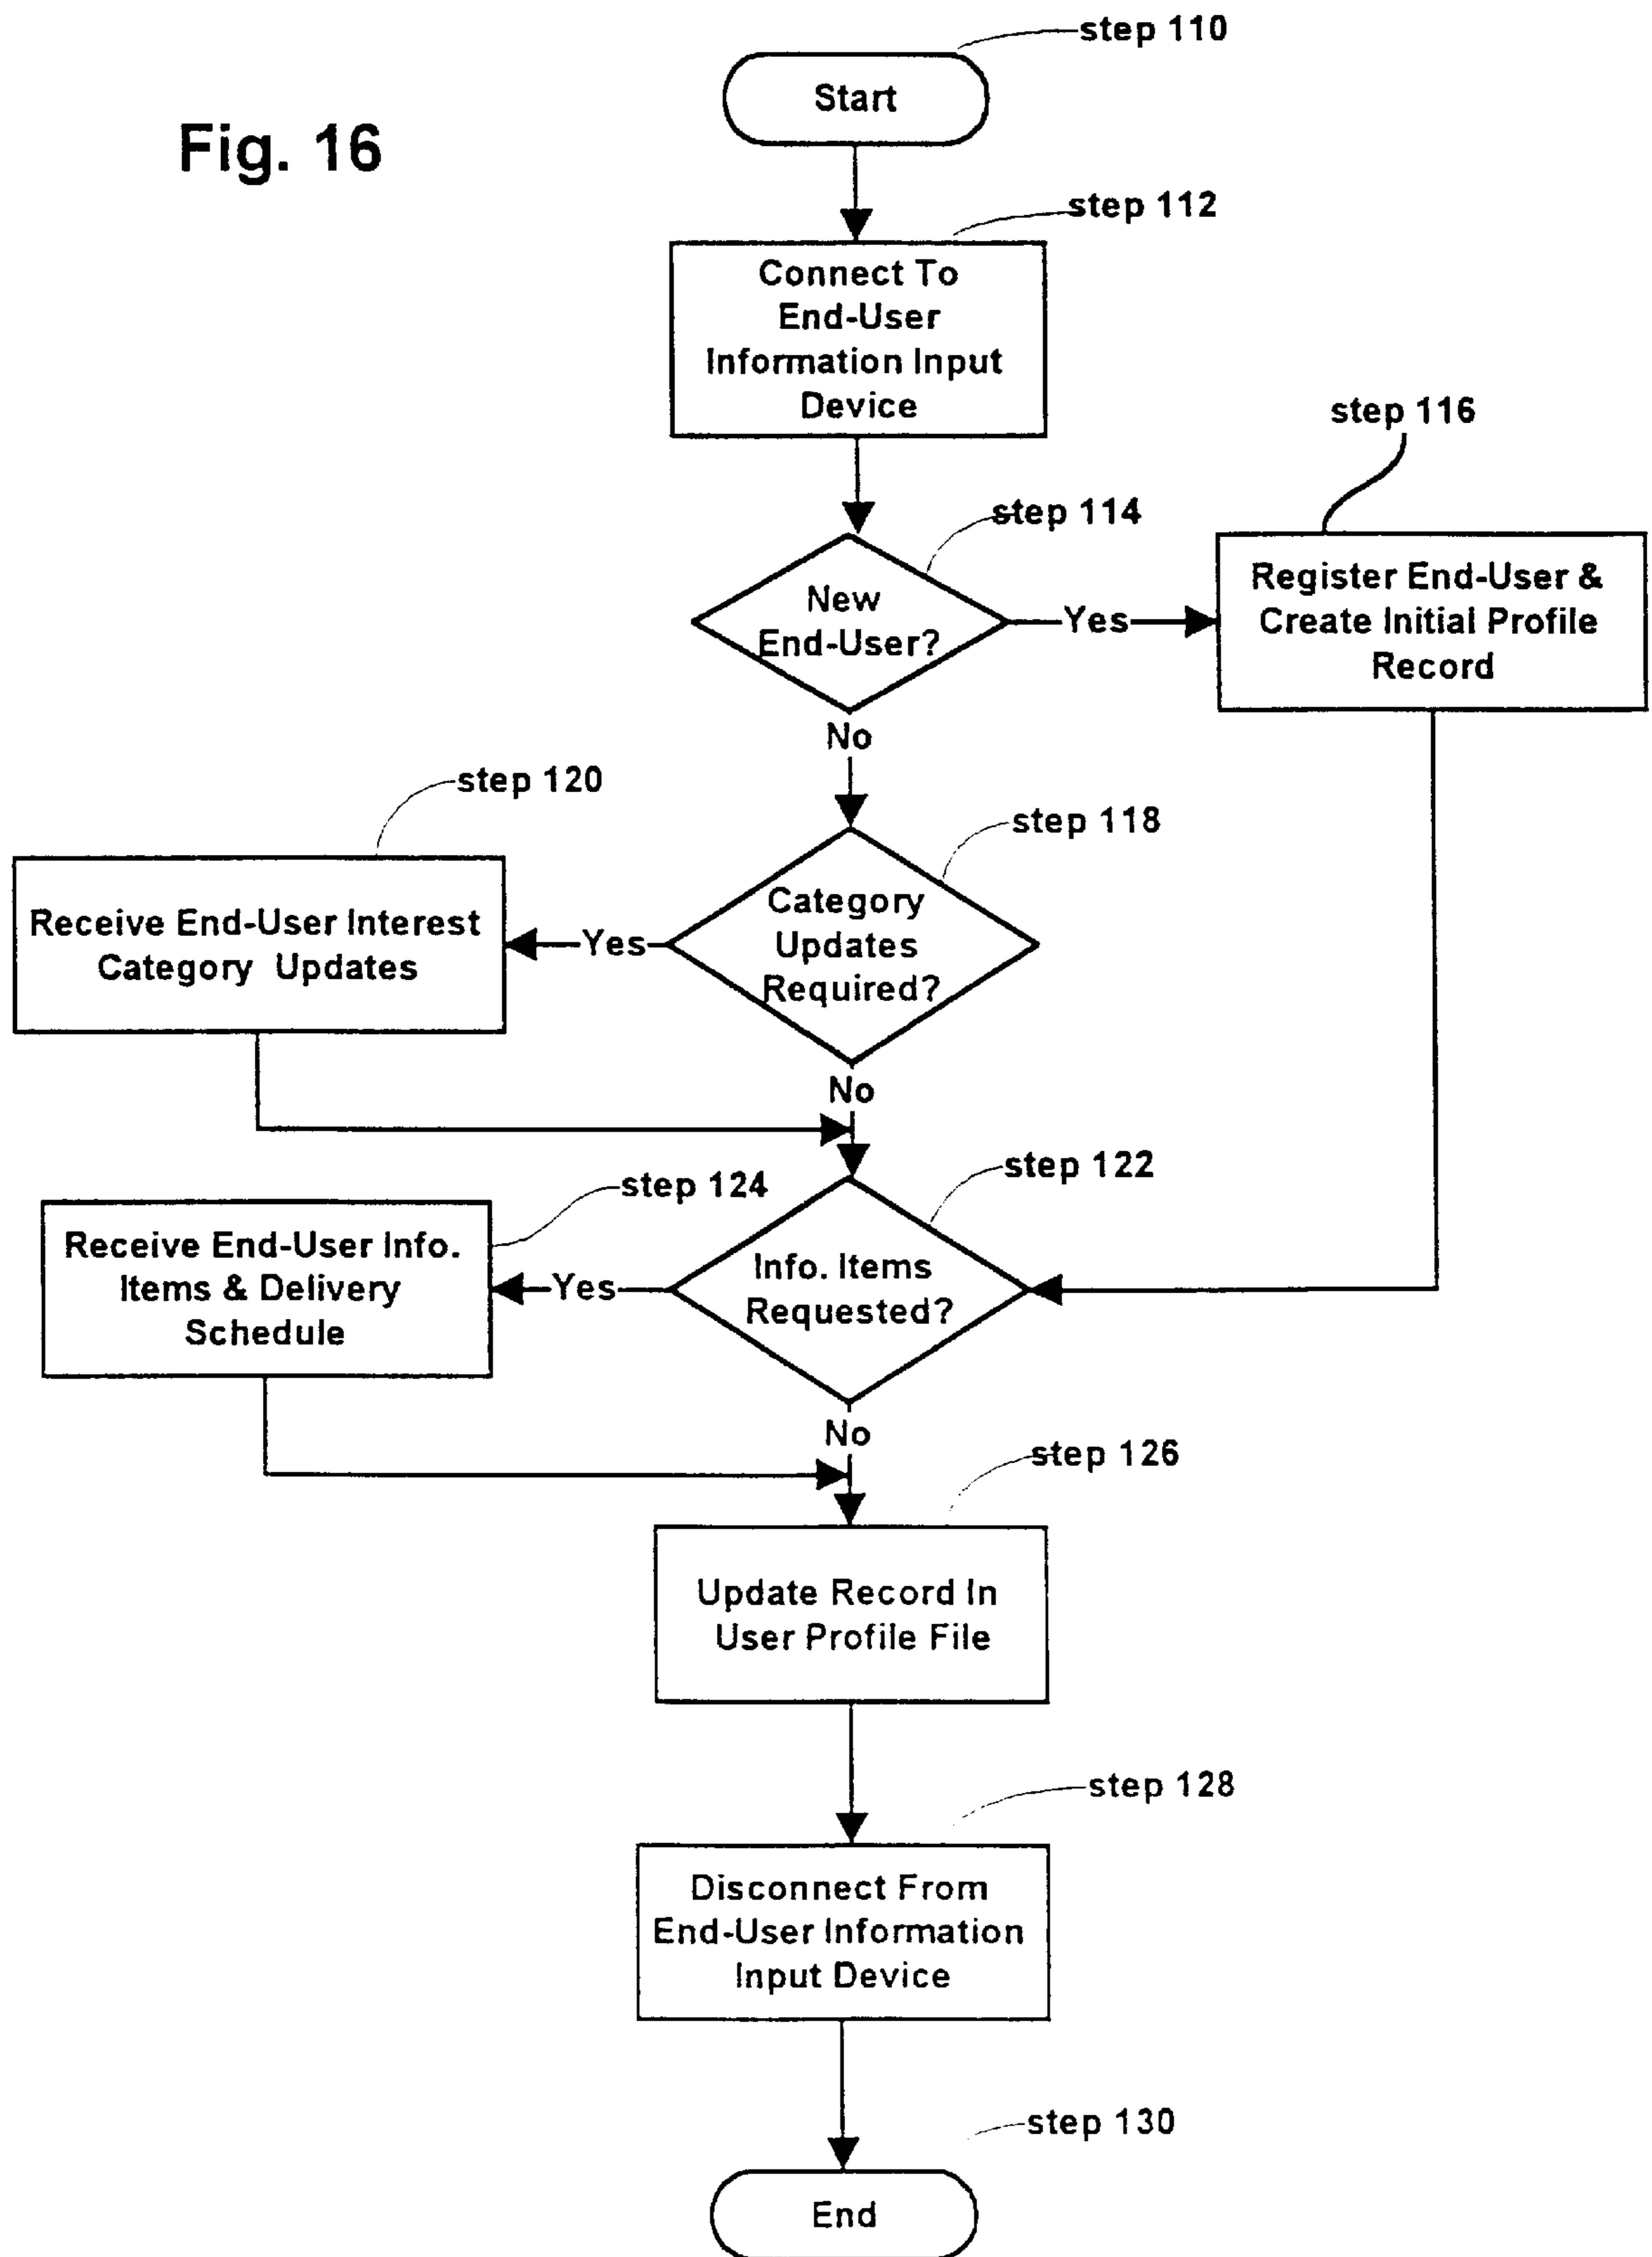 step 110
Start
Fig. 16
step 112
Connect To
End-User
Information Input
Device
step 116
step 114
New
End-User?
Yes
Register End-User &
Create Initial Profile
Record
No
step 120
step 118
Receive End-User Interest
Category Updates
Yes
Category
Updates
Required?
No
step 122
step 124
Receive End-User Info.
Items & Delivery
Schedule
Yes
Info. Items
Requested?
No
step 126
Update Record In
User Profile File
step 128
Disconnect From
End-User Information
Input Device
step 130
End